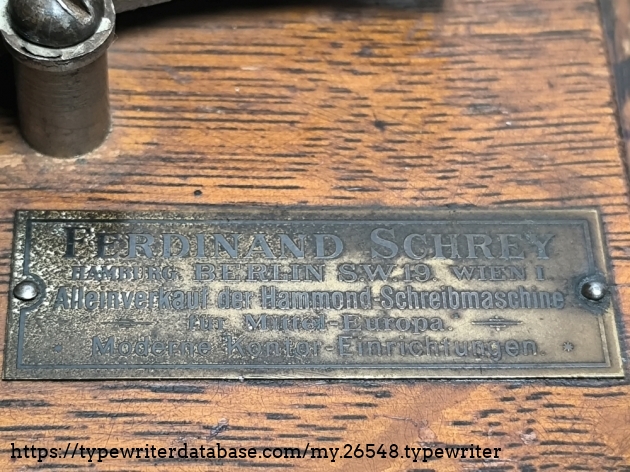 FERDINAND SCHREY
HAMBURG, BERLIN S.W.19. WIEN I.
Alleinverkauf der Hammond-Schreibmaschine
für Mittel-Europa.
Moderne Kontor-Einrichtungen.
https://typewriterdatabase.com/my.26548.typewriter